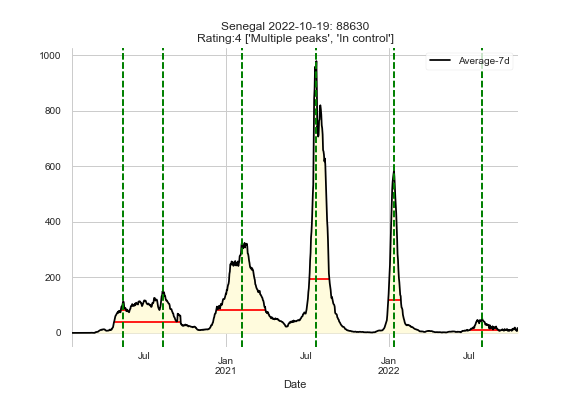 Senegal 2022-10-19: 88630
Rating:4 ['Multiple peaks', 'In control']
1000
800
600
400
200
0
Average-7d
Jul
Jan
2021
Jul
Jan
2022
Jul
Date